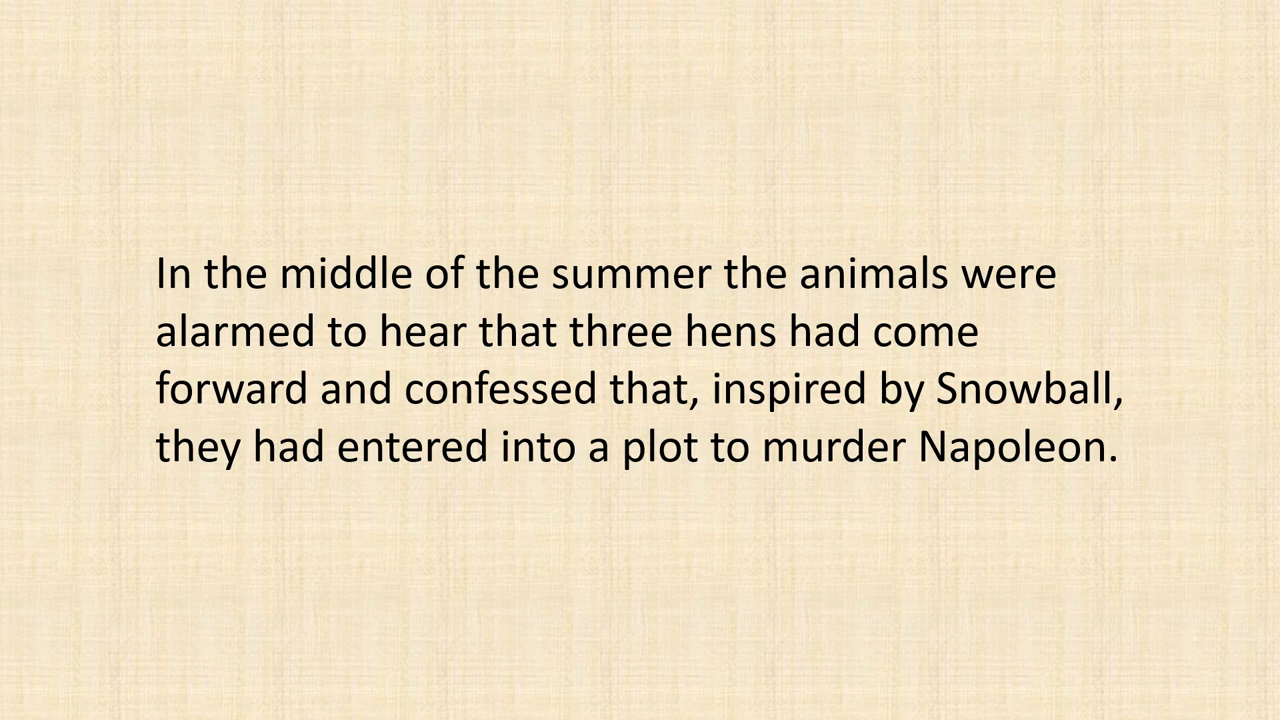 In the middle of the summer the animals were
alarmed to hear that three hens had come
forward and confessed that, inspired by Snowball,
they had entered into a plot to murder Napoleon.